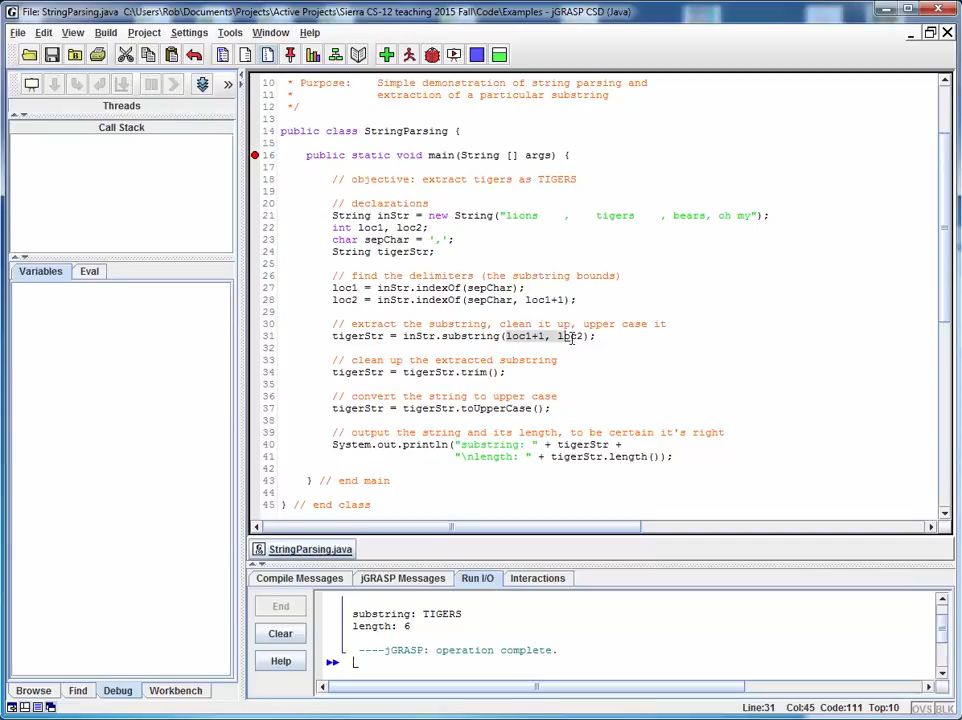 File: StringParsing.java  C:\Users\Rob\Documents\Projects\Active Projects\Sierra CS-12 teaching 2015 Fall\Code\Examples - jGRASP CSD (Java)
File Edit View Build Project Settings Tools Window Help
Threads
Call Stack
Variables Eval
10 * Purpose: Simple demonstration of string parsing and
11 * extraction of a particular substring
12 */
13
14 public class StringParsing {
15
16 public static void main(String [] args) {
17
18 // objective: extract tigers as TIGERS
19
20 // declarations
21 String inStr = new String("lions    ,    tigers    , bears, oh my");
22 int loc1, loc2;
23 char sepChar = ',';
24 String tigerStr;
25
26 // find the delimiters (the substring bounds)
27 loc1 = inStr.indexOf(sepChar);
28 loc2 = inStr.indexOf(sepChar, loc1+1);
29
30 // extract the substring, clean it up, upper case it
31 tigerStr = inStr.substring(loc1+1, loc2);
32
33 // clean up the extracted substring
34 tigerStr = tigerStr.trim();
35
36 // convert the string to upper case
37 tigerStr = tigerStr.toUpperCase();
38
39 // output the string and its length, to be certain it's right
40 System.out.println("substring: " + tigerStr +
41 "\nlength: " + tigerStr.length());
42
43 } // end main
44
45 } // end class
StringParsing.java
Compile Messages jGRASP Messages Run I/O Interactions
End
Clear
Help
substring: TIGERS
length: 6
----jGRASP: operation complete.
Browse Find Debug Workbench
Line:31 Col:45 Code:111 Top:10 OVS BLK